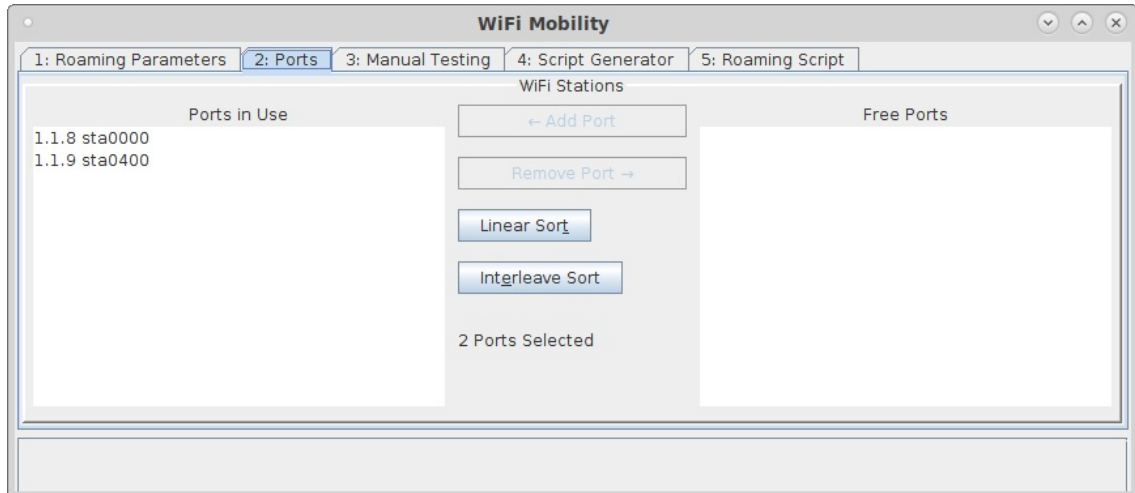 WiFi Mobility
1: Roaming Parameters 2: Ports 3: Manual Testing 4: Script Generator 5: Roaming Script
WiFi Stations
Ports in Use
1.1.8 sta0000
1.1.9 sta0400
← Add Port
Remove Port →
Linear Sort
Interleave Sort
2 Ports Selected
Free Ports